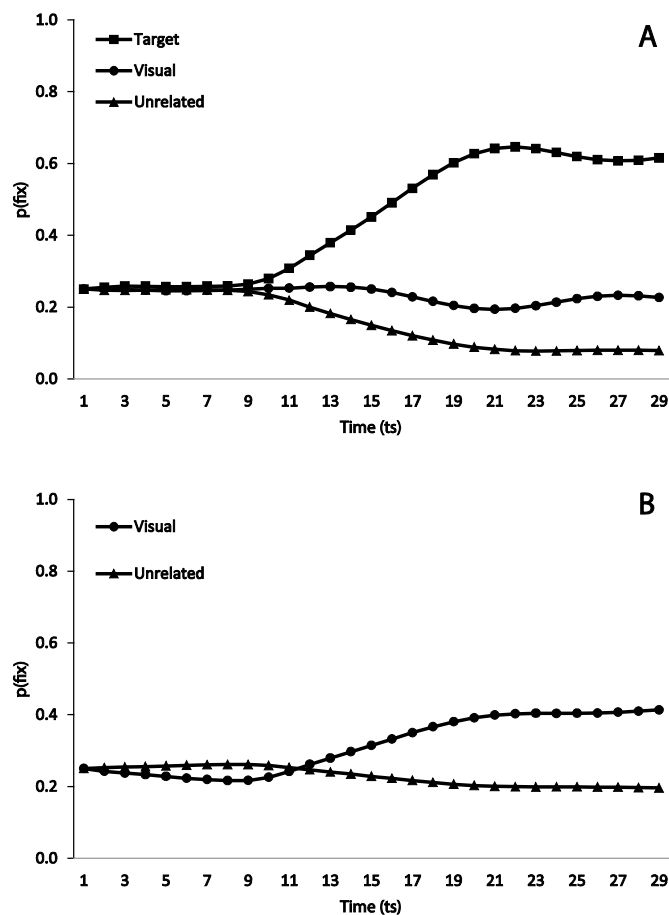 A
Target
Visual
Unrelated
1.0
0.8
0.6
0.4
0.2
0.0
p(fix)
1 3 5 7 9 11 13 15 17 19 21 23 25 27 29
Time (ts)
B
Visual
Unrelated
1.0
0.8
0.6
0.4
0.2
0.0
p(fix)
1 3 5 7 9 11 13 15 17 19 21 23 25 27 29
Time (ts)